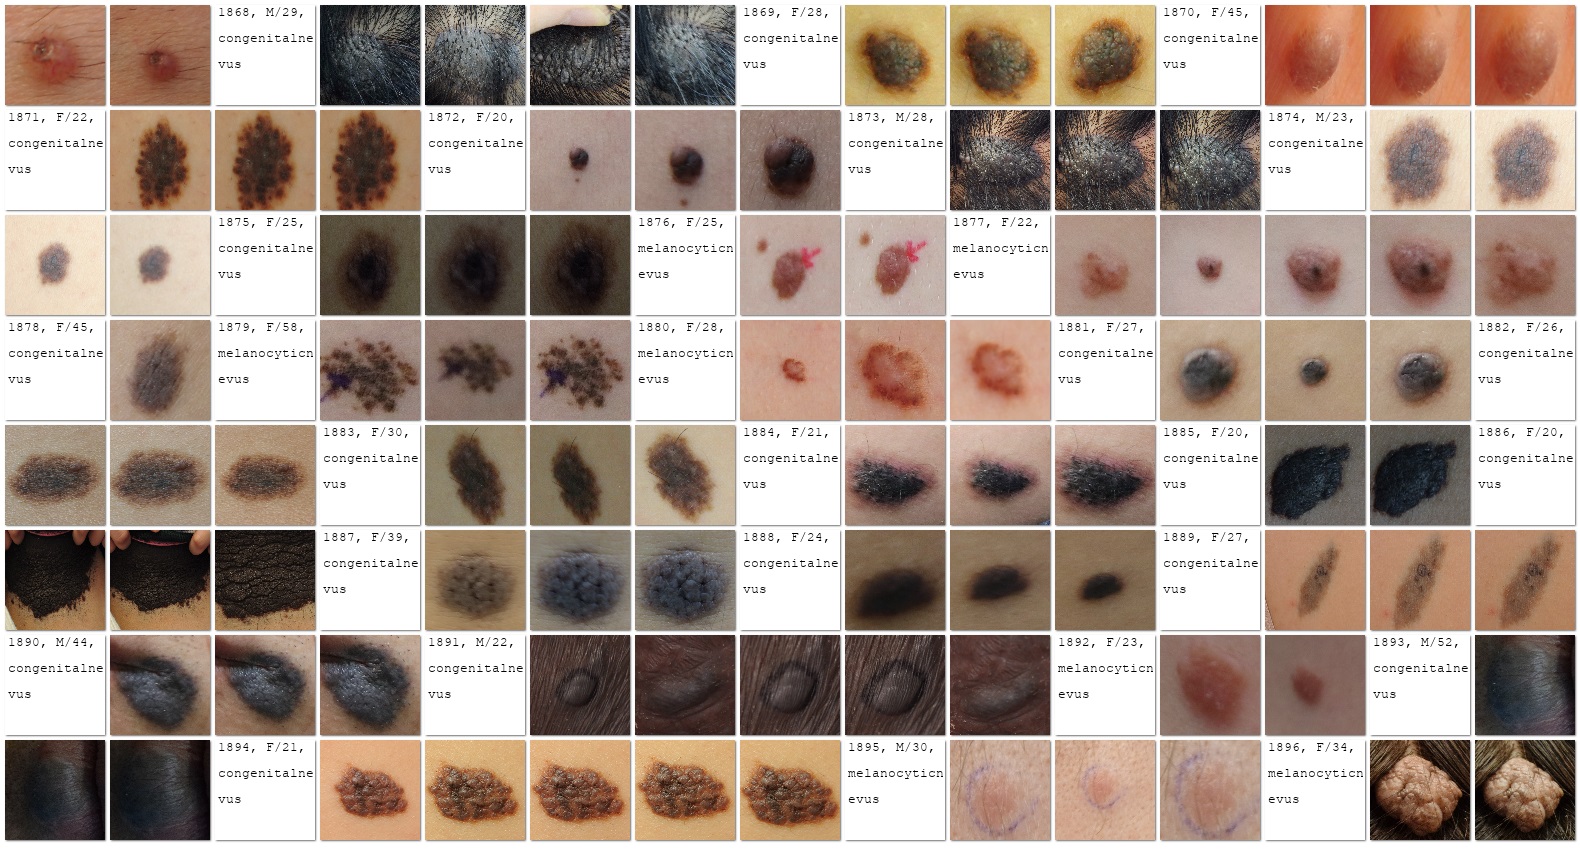 1868, M/29,
congenitalne
vus
1869, F/28,
congenitalne
vus
1870, F/45,
congenitalne
vus
1871, F/22,
congenitalne
vus
1872, F/20,
congenitalne
vus
1873, M/28,
congenitalne
vus
1874, M/23,
congenitalne
vus
1875, F/25,
congenitalne
vus
1876, F/25,
melanocyticn
evus
1877, F/22,
melanocyticn
evus
1878, F/45,
congenitalne
vus
1879, F/58,
melanocyticn
evus
1880, F/28,
melanocyticn
evus
1881, F/27,
congenitalne
vus
1882, F/26,
congenitalne
vus
1883, F/30,
congenitalne
vus
1884, F/21,
congenitalne
vus
1885, F/20,
congenitalne
vus
1886, F/20,
congenitalne
vus
1887, F/39,
congenitalne
vus
1888, F/24,
congenitalne
vus
1889, F/27,
congenitalne
vus
1890, M/44,
congenitalne
vus
1891, M/22,
congenitalne
vus
1892, F/23,
melanocyticn
evus
1893, M/52,
congenitalne
vus
1894, F/21,
congenitalne
vus
1895, M/30,
melanocyticn
evus
1896, F/34,
melanocyticn
evus